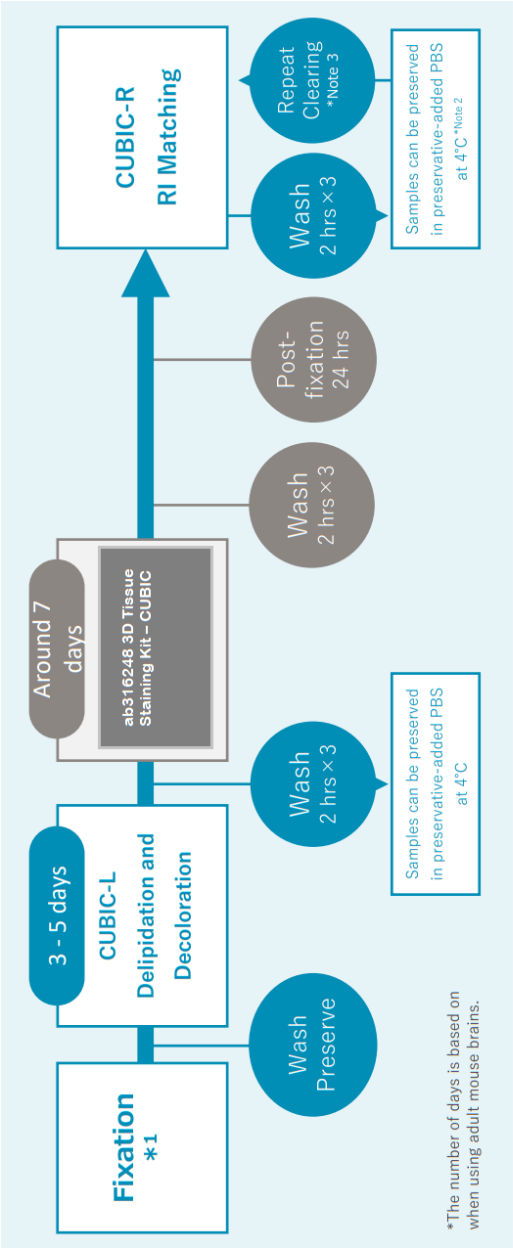 Fixation
*1
Wash
Preserve
3 - 5 days
CUBIC-L
Delipidation and
Decoloration
Wash
2 hrs × 3
Samples can be preserved
in preservative-added PBS
at 4°C
Around 7
days
ab316248 3D Tissue
Staining Kit – CUBIC
Wash
2 hrs × 3
Post-
fixation
24 hrs
CUBIC-R
RI Matching
Wash
2 hrs × 3
Samples can be preserved
in preservative-added PBS
at 4°C *Note 2
Repeat
Clearing
*Note 3
*The number of days is based on
when using adult mouse brains.